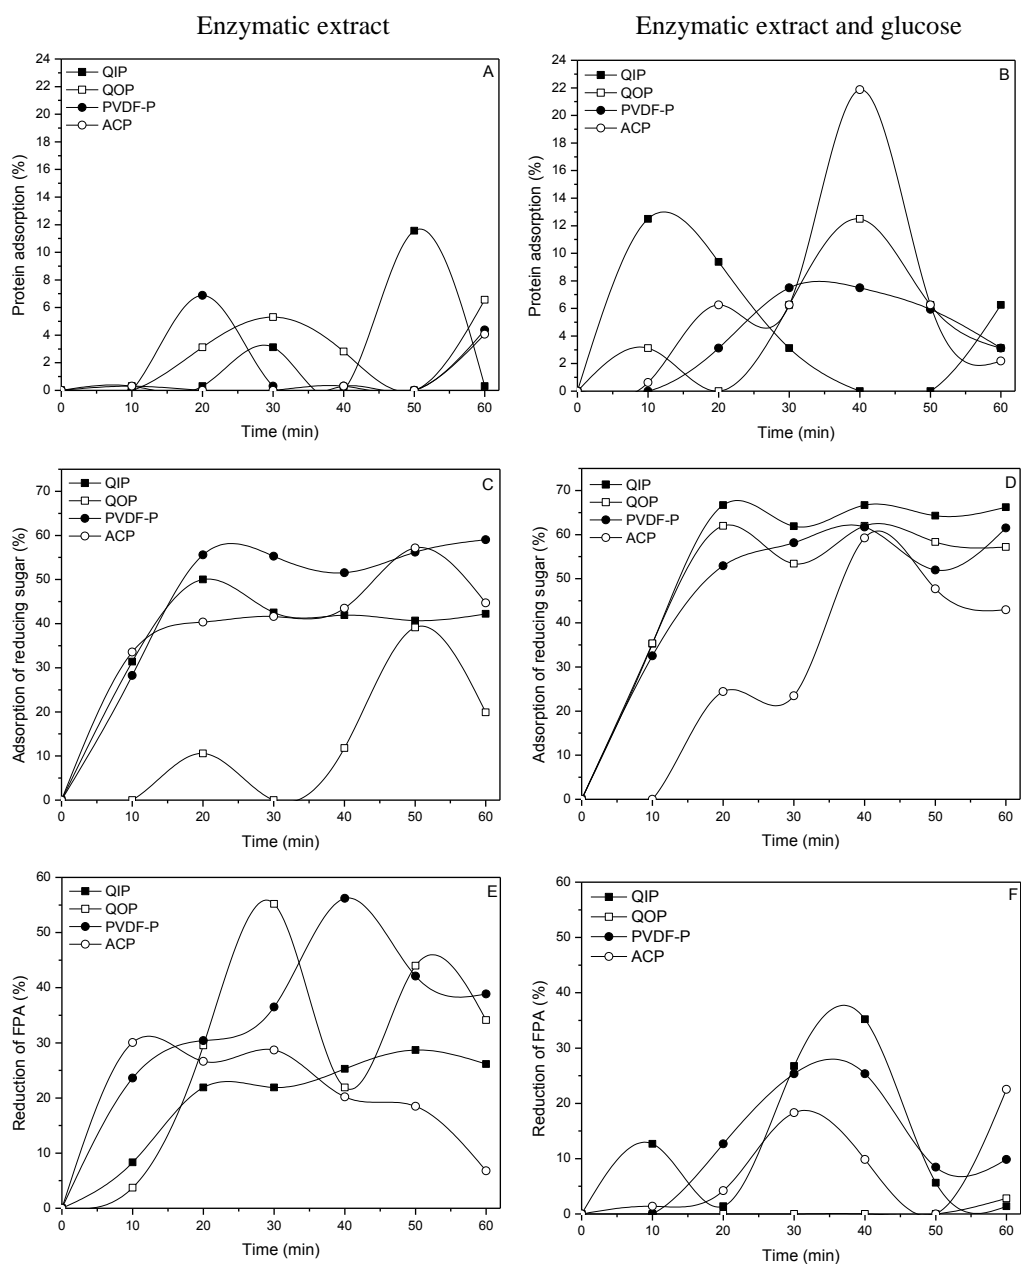 Enzymatic extract
Enzymatic extract and glucose
A
QIP
QOP
PVDF-P
ACP
Protein adsorption (%)
24
22
20
18
16
14
12
10
8
6
4
2
0
0 10 20 30 40 50 60
Time (min)
B
QIP
QOP
PVDF-P
ACP
Protein adsorption (%)
24
22
20
18
16
14
12
10
8
6
4
2
0
0 10 20 30 40 50 60
Time (min)
C
QIP
QOP
PVDF-P
ACP
Adsorption of reducing sugar (%)
70
60
50
40
30
20
10
0
0 10 20 30 40 50 60
Time (min)
D
QIP
QOP
PVDF-P
ACP
Adsorption of reducing sugar (%)
70
60
50
40
30
20
10
0
0 10 20 30 40 50 60
Time (min)
E
QIP
QOP
PVDF-P
ACP
Reduction of FPA (%)
60
50
40
30
20
10
0
0 10 20 30 40 50 60
Time (min)
F
QIP
QOP
PVDF-P
ACP
Reduction of FPA (%)
60
50
40
30
20
10
0
0 10 20 30 40 50 60
Time (min)